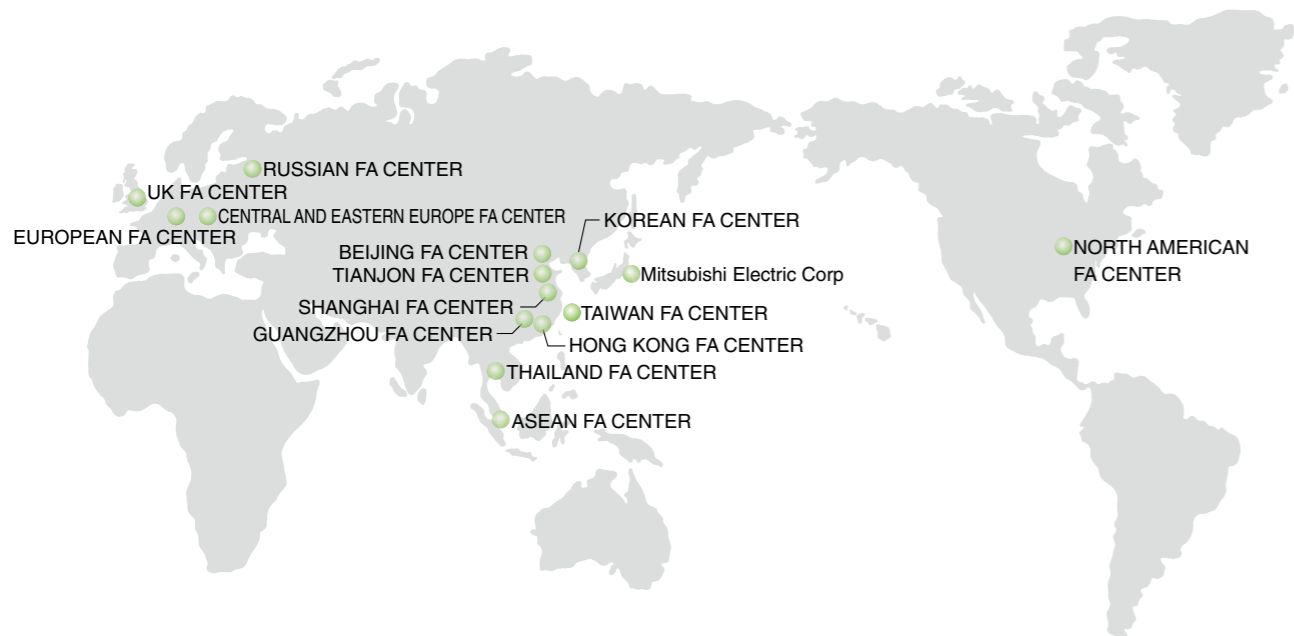 RUSSIAN FA CENTER
UK FA CENTER
CENTRAL AND EASTERN EUROPE FA CENTER
EUROPEAN FA CENTER
KOREAN FA CENTER
BEIJING FA CENTER
TIANJON FA CENTER
Mitsubishi Electric Corp
SHANGHAI FA CENTER
TAIWAN FA CENTER
GUANGZHOU FA CENTER
HONG KONG FA CENTER
THAILAND FA CENTER
ASEAN FA CENTER
NORTH AMERICAN
FA CENTER